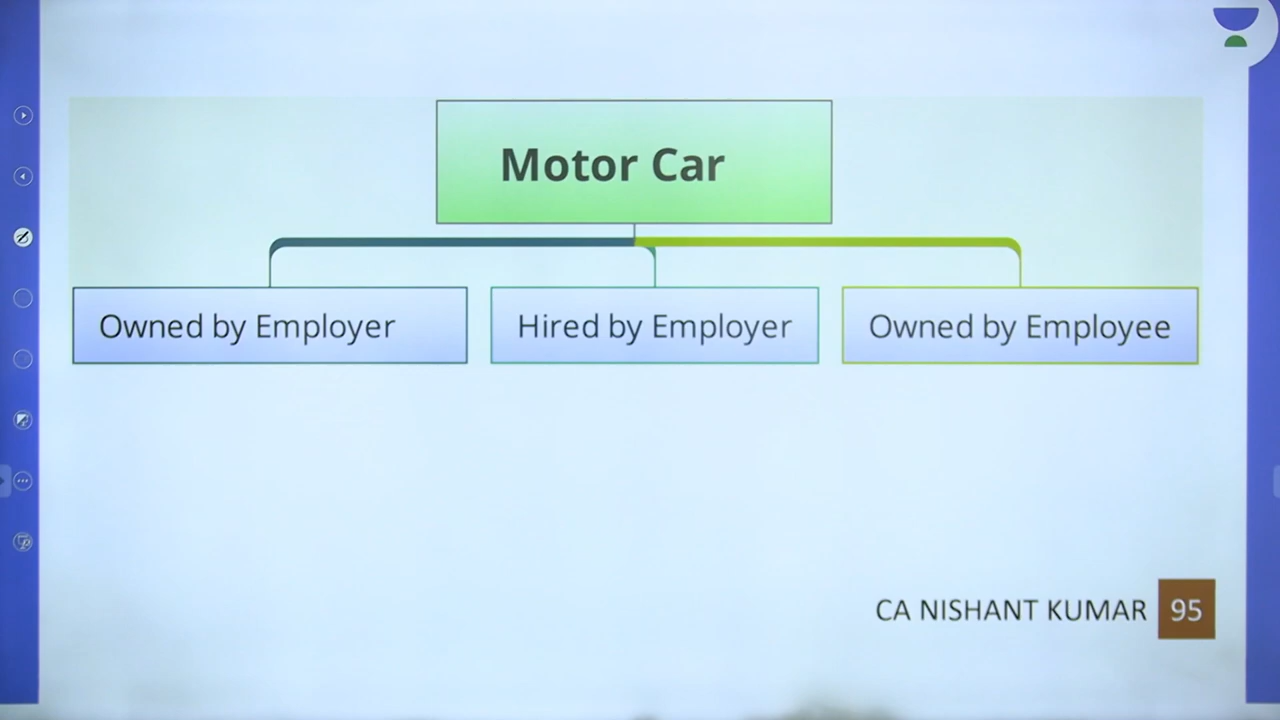 Motor Car
Owned by Employer
Hired by Employer
Owned by Employee
CA NISHANT KUMAR 95